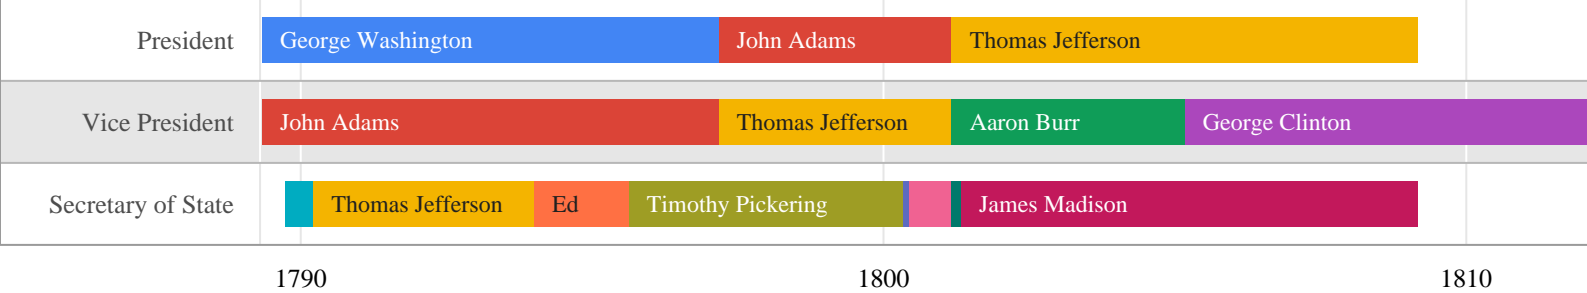 President
George Washington
John Adams
Thomas Jefferson
Vice President
John Adams
Thomas Jefferson
Aaron Burr
George Clinton
Secretary of State
Thomas Jefferson
Ed
Timothy Pickering
James Madison
1790
1800
1810